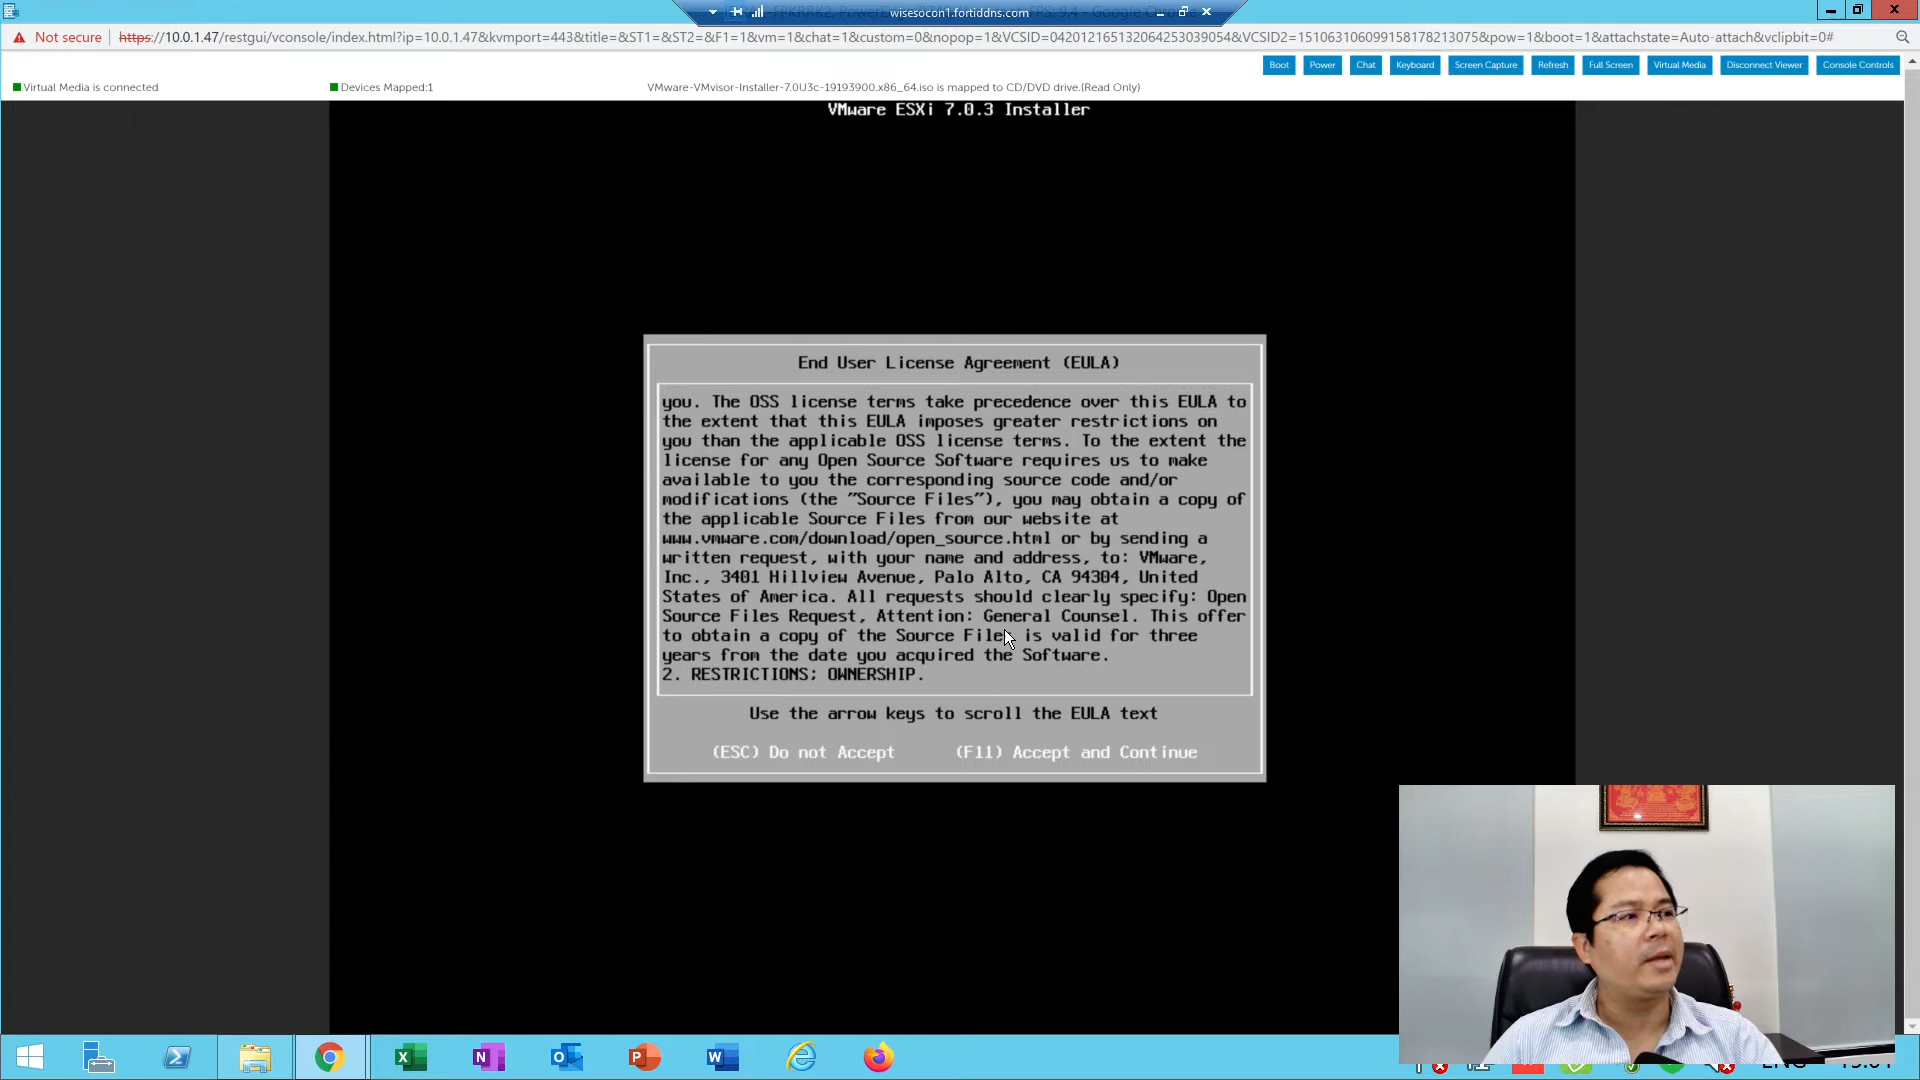 FPKRRK2, Power
wisesocon1.fortiddns.com
FPS: 9.4 - Google Chrome
Not secure
https://10.0.1.47/restgui/vconsole/index.html?ip=10.0.1.47&kvmport=443&title=&ST1=&ST2=&F1=1&vm=1&chat=1&custom=0&nopop=1&VCSID=042012165132064253039054&VCSID2=151063106099158178213075&pow=1&boot=1&attachstate=Auto-attach&vclipbit=0#
Boot Power Chat Keyboard Screen Capture Refresh Full Screen Virtual Media Disconnect Viewer Console Controls
Virtual Media is connected
Devices Mapped:1
VMware-VMvisor-Installer-7.0U3c-19193900.x86_64.iso is mapped to CD/DVD drive.(Read Only)
VMware ESXi 7.0.3 Installer
End User License Agreement (EULA)
you. The OSS license terms take precedence over this EULA to
the extent that this EULA imposes greater restrictions on
you than the applicable OSS license terms. To the extent the
license for any Open Source Software requires us to make
available to you the corresponding source code and/or
modifications (the "Source Files"), you may obtain a copy of
the applicable Source Files from our website at
www.vmware.com/download/open_source.html or by sending a
written request, with your name and address, to: VMware,
Inc., 3401 Hillview Avenue, Palo Alto, CA 94304, United
States of America. All requests should clearly specify: Open
Source Files Request, Attention: General Counsel. This offer
to obtain a copy of the Source Files is valid for three
years from the date you acquired the Software.
2. RESTRICTIONS; OWNERSHIP.
Use the arrow keys to scroll the EULA text
(ESC) Do not Accept
(F11) Accept and Continue
ENG